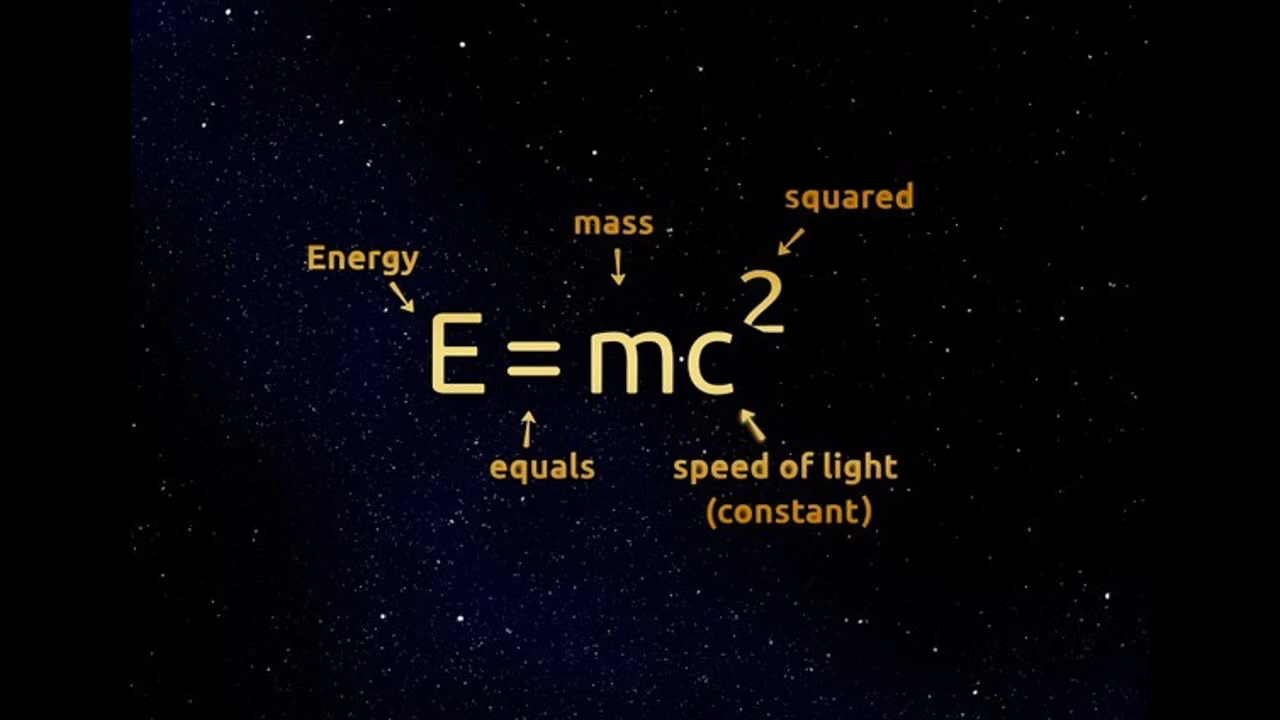 squared
mass
Energy
E = mc²
equals
speed of light
(constant)